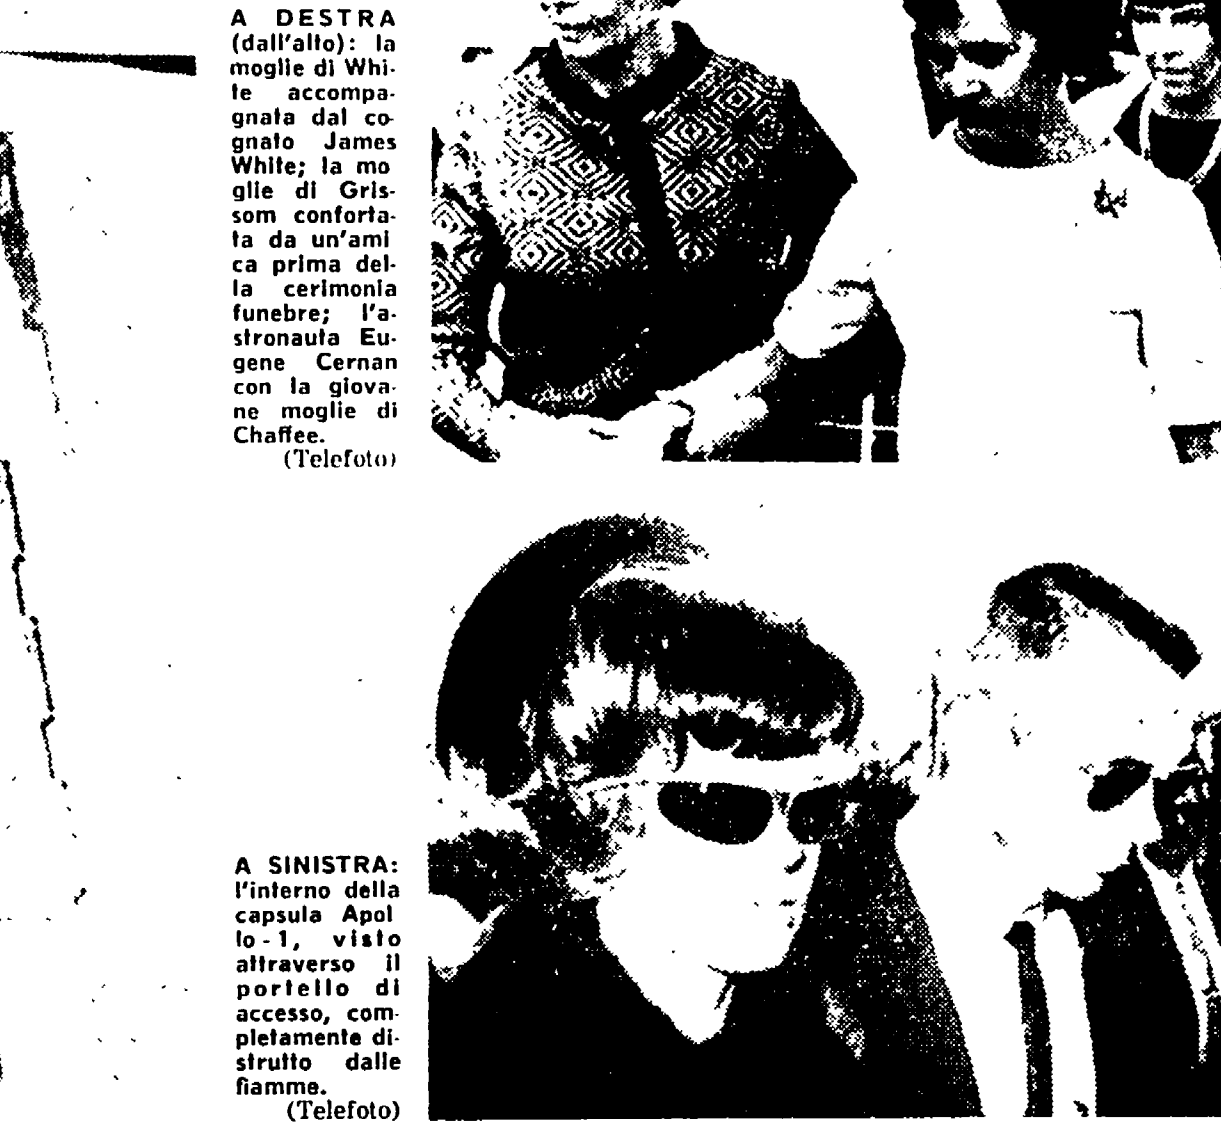 A DESTRA
(dall'alto): la
moglie di Whi-
te accompa-
gnata dal co-
gnato James
White; la mo
glie di Gris-
som conforta-
ta da un'ami
ca prima del-
la cerimonia
funebre; l'a-
stronauta Eu-
gene Cernan
con la giova-
ne moglie di
Chaffee.
(Telefoto)
A SINISTRA:
l'interno della
capsula Apol
lo-1, visto
attraverso il
portello di
accesso, com-
pletamente di-
strutto dalle
fiamme.
(Telefoto)